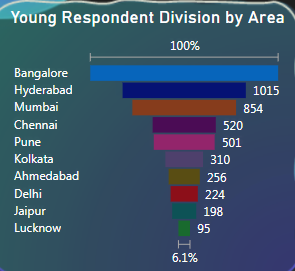 Young Respondent Division by Area
100%
Bangalore
Hyderabad 1015
Mumbai 854
Chennai 520
Pune 501
Kolkata 310
Ahmedabad 256
Delhi 224
Jaipur 198
Lucknow 95
6.1%